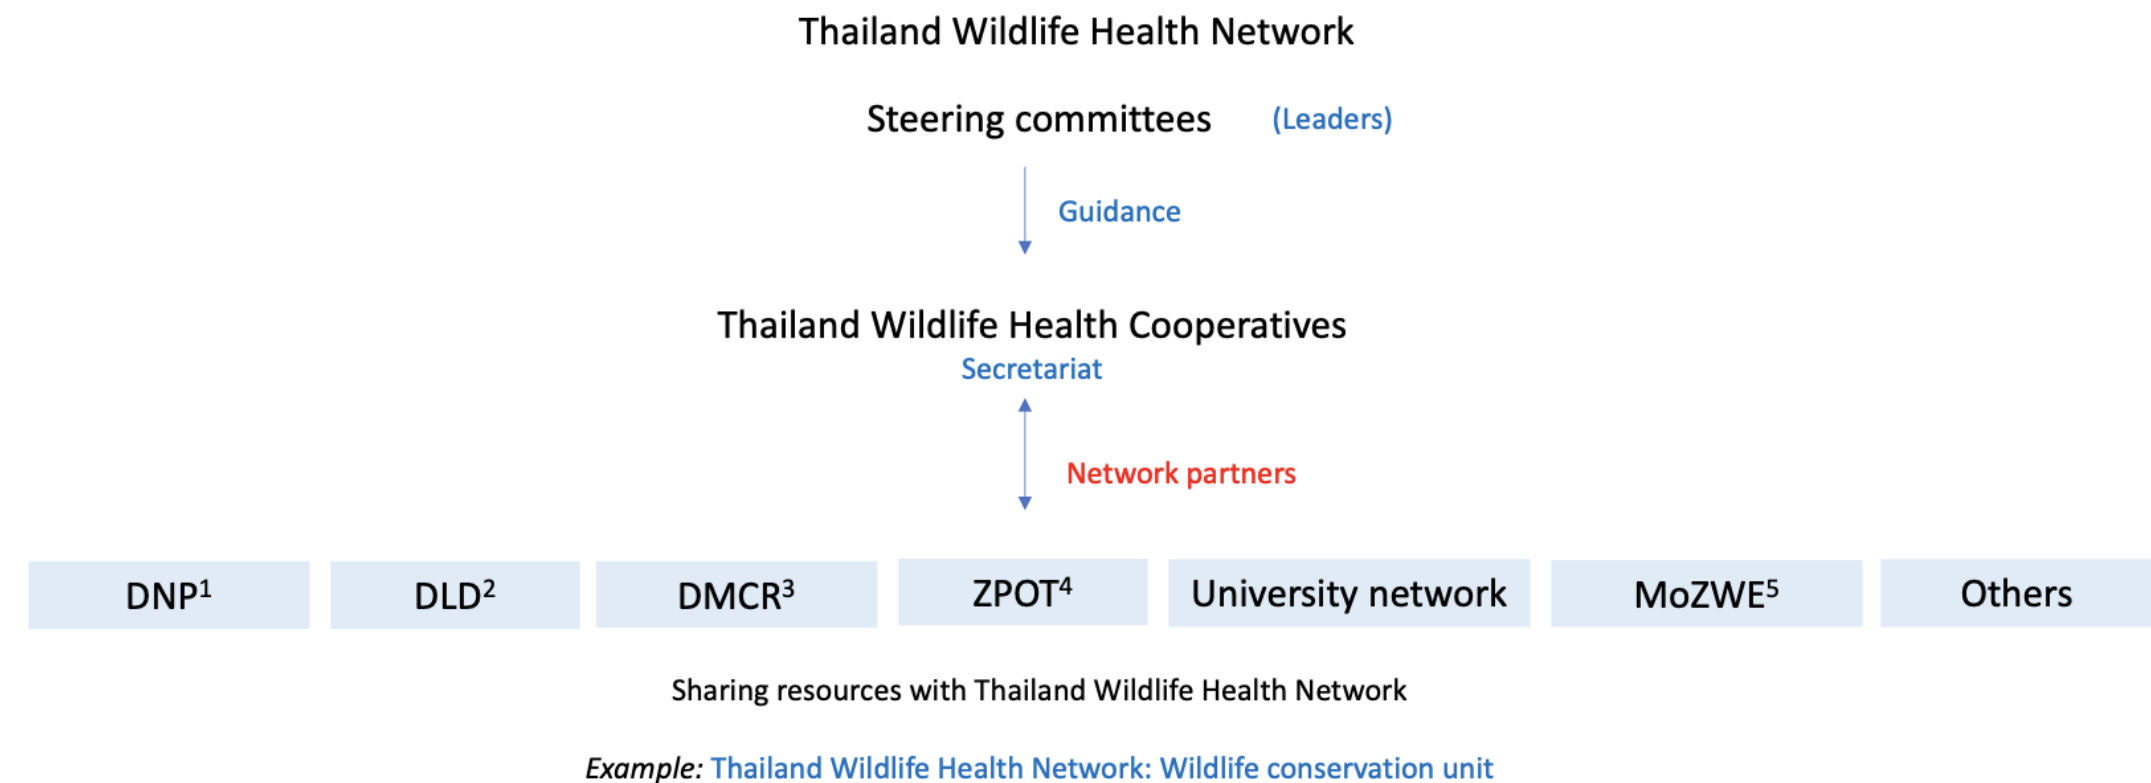 Thailand Wildlife Health Network
Steering committees (Leaders)
Guidance
Thailand Wildlife Health Cooperatives
Secretariat
Network partners
DNP¹ DLD² DMCR³ ZPOT⁴ University network MoZWE⁵ Others
Sharing resources with Thailand Wildlife Health Network
Example: Thailand Wildlife Health Network: Wildlife conservation unit